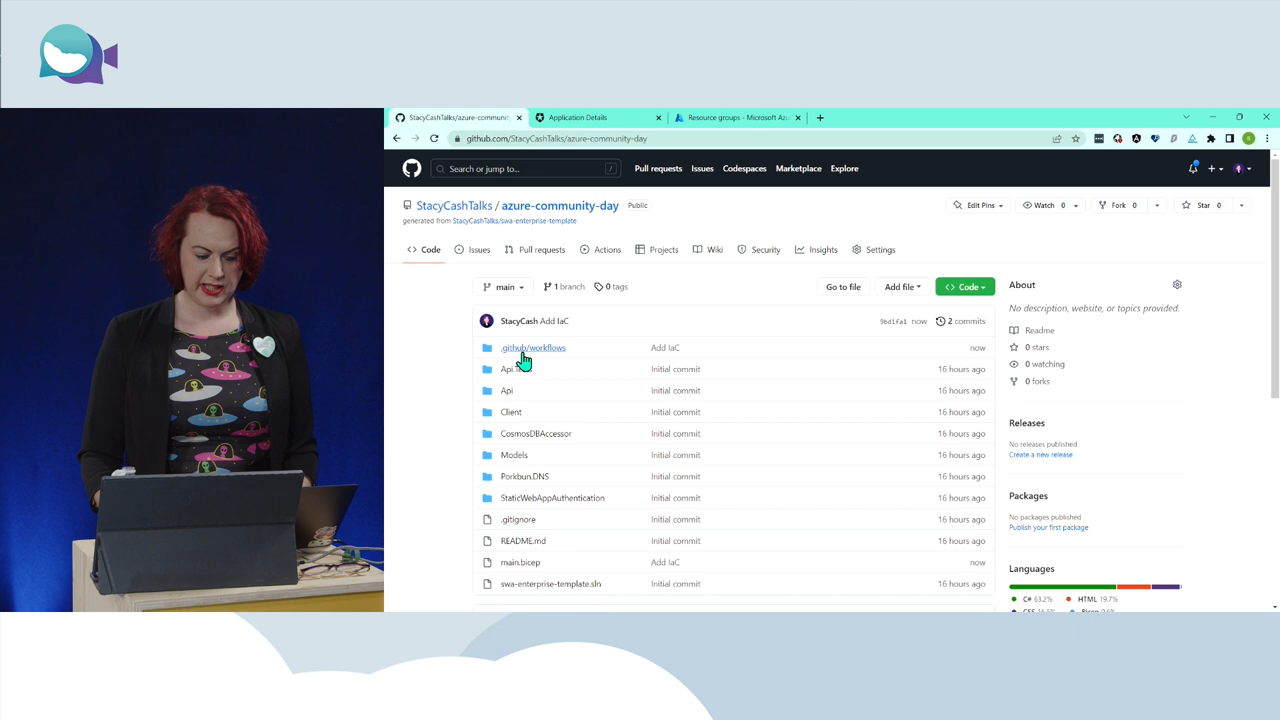 StacyCashTalks/azure-communit
Application Details
Resource groups - Microsoft Az
github.com/StacyCashTalks/azure-community-day
Search or jump to...
/
Pull requests
Issues
Codespaces
Marketplace
Explore
StacyCashTalks / azure-community-day
Public
Edit Pins
Watch 0
Fork 0
Star 0
generated from StacyCashTalks/swa-enterprise-template
Code
Issues
Pull requests
Actions
Projects
Wiki
Security
Insights
Settings
main
1 branch
0 tags
Go to file
Add file
Code
StacyCash Add IaC
9bd1fa1 now
2 commits
.github/workflows
Add IaC
now
Initial commit
16 hours ago
Api
Initial commit
16 hours ago
Client
Initial commit
16 hours ago
CosmosDBAccessor
Initial commit
16 hours ago
Models
Initial commit
16 hours ago
Porkbun.DNS
Initial commit
16 hours ago
StaticWebAppAuthentication
Initial commit
16 hours ago
.gitignore
Initial commit
16 hours ago
README.md
Initial commit
16 hours ago
main.bicep
Add IaC
now
swa-enterprise-template.sln
Initial commit
16 hours ago
About
No description, website, or topics provided.
Readme
0 stars
0 watching
0 forks
Releases
No releases published
Create a new release
Packages
No packages published
Publish your first package
Languages
C# 63.2%
HTML 19.7%